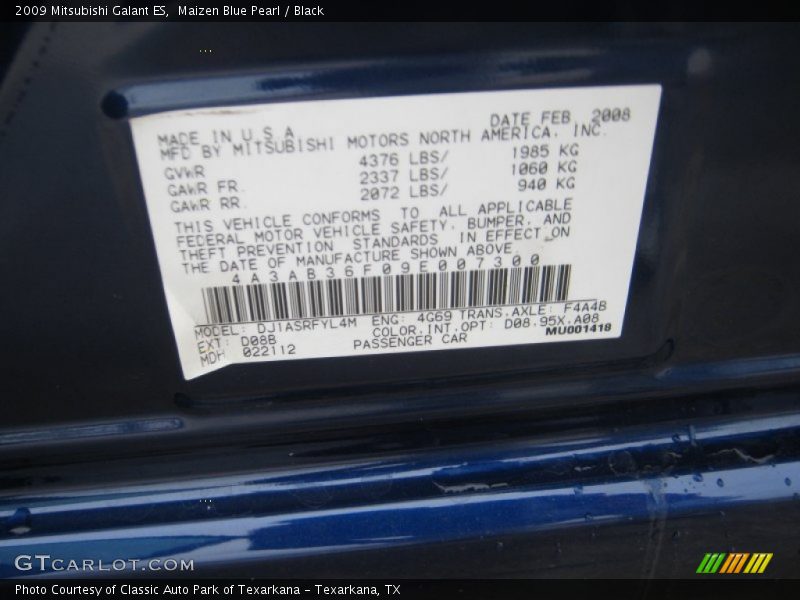 2009 Mitsubishi Galant ES,  Maizen Blue Pearl / Black
DATE FEB 2008
MADE IN U.S.A.
MFD BY MITSUBISHI MOTORS NORTH AMERICA, INC.
GVWR 4376 LBS/ 1985 KG
GAWR FR. 2337 LBS/ 1060 KG
GAWR RR. 2072 LBS/ 940 KG
THIS VEHICLE CONFORMS TO ALL APPLICABLE
FEDERAL MOTOR VEHICLE SAFETY, BUMPER, AND
THEFT PREVENTION STANDARDS IN EFFECT ON
THE DATE OF MANUFACTURE SHOWN ABOVE
4A3AB36F09E007300
MODEL: DJ1ASRFYL4M ENG: 4G69 TRANS,AXLE: F4A4B
EXT: D08B COLOR,INT,OPT: D08,95X,A08
MDH 022112 PASSENGER CAR MU001418
GTCARLOT.COM
Photo Courtesy of Classic Auto Park of Texarkana - Texarkana, TX